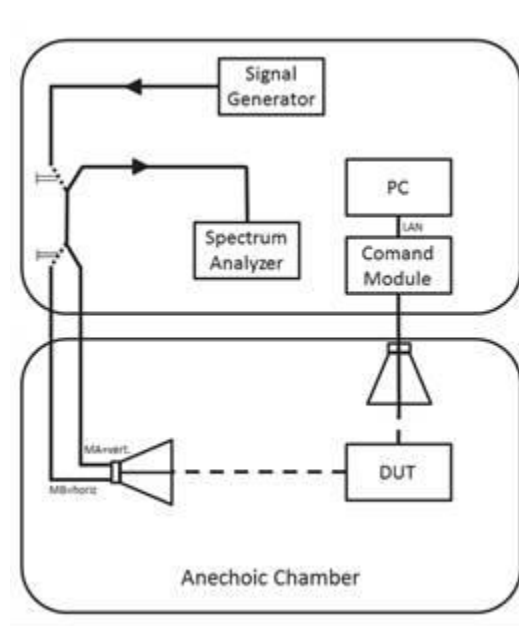 Signal
Generator
PC
LAN
Spectrum
Analyzer
Comand
Module
MA=vert.
MB=horiz
DUT
Anechoic Chamber